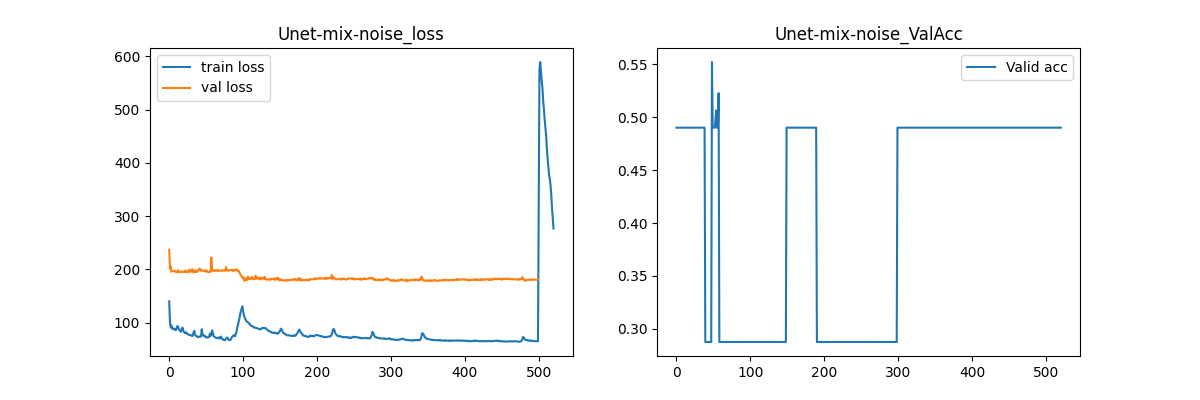 Unet-mix-noise_loss
train loss
val loss
600
500
400
300
200
100
0 100 200 300 400 500
Unet-mix-noise_ValAcc
Valid acc
0.55
0.50
0.45
0.40
0.35
0.30
0 100 200 300 400 500